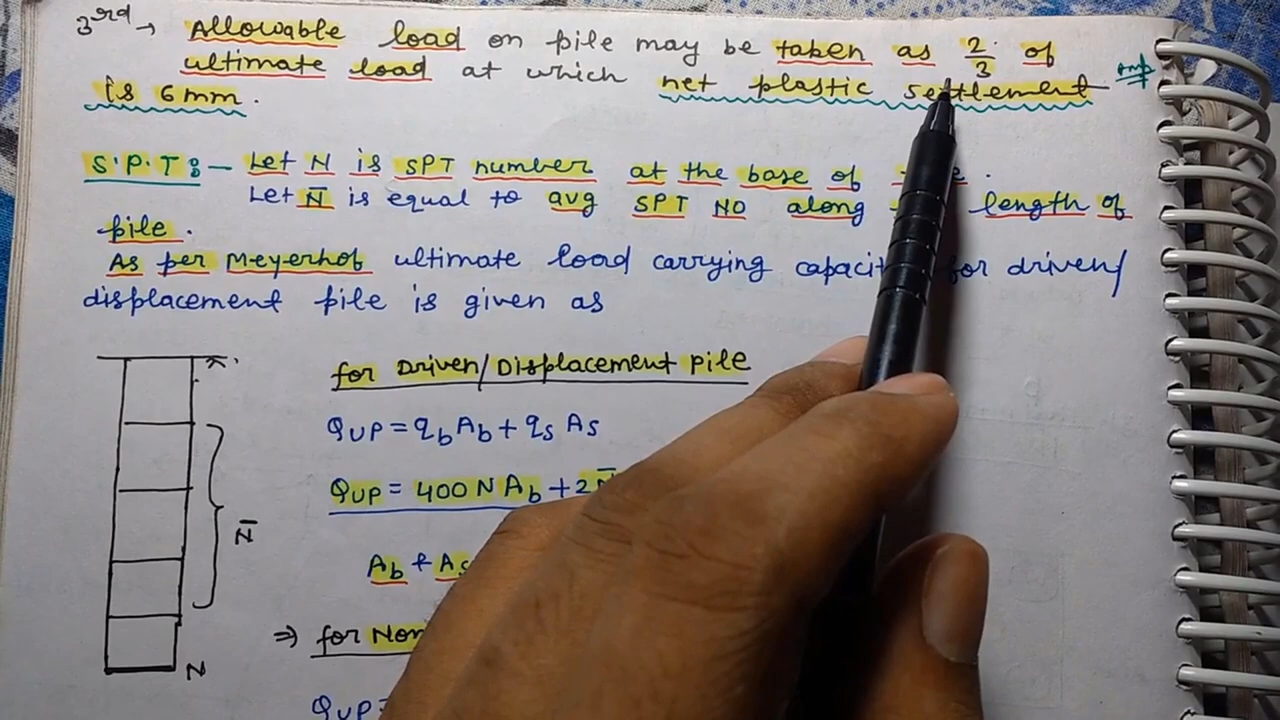 3rd → Allowable load on pile may be taken as 2/3 of
ultimate load at which net plastic settlement
is 6mm.
S.P.T :- Let N is SPT number at the base of
Let N̄ is equal to avg SPT NO along length of
pile.
As per Meyerhof ultimate load carrying for driven/
displacement pile is given as
for Driven/Displacement Pile
QUP = qb Ab + qs As
QUP = 400 N Ab + 2N̄
N̄
Ab & As
⇒ for Non
N
QUP =